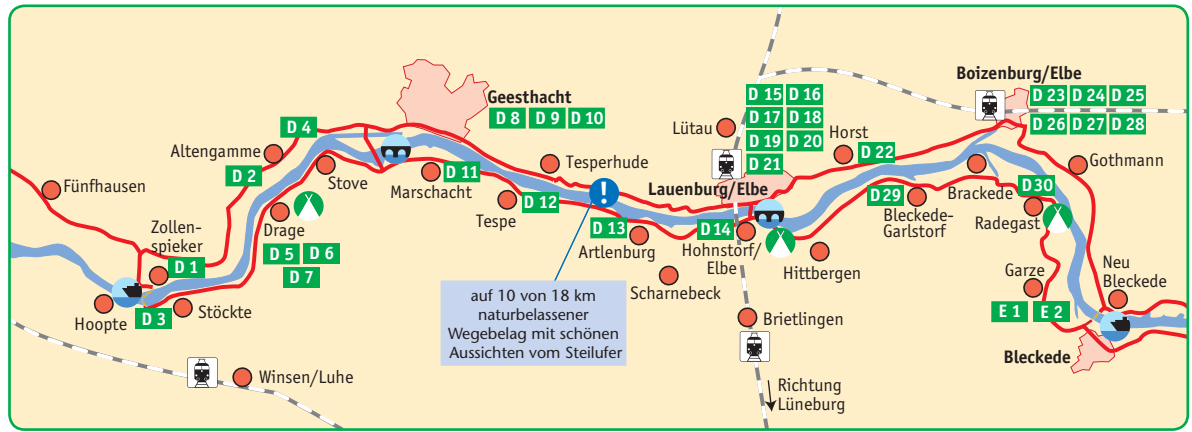 Fünfhausen
Zollen-
spieker
D 1
Hoopte
D 3
Stöckte
Winsen/Luhe
Altengamme
D 2
D 4
Drage
D 5 D 6
D 7
Stove
Geesthacht
D 8 D 9 D 10
Marschacht
D 11
Tespe
D 12
Tesperhude
!
auf 10 von 18 km
naturbelassener
Wegebelag mit schönen
Aussichten vom Steilufer
D 13
Artlenburg
Scharnebeck
Lütau
D 15 D 16
D 17 D 18
D 19 D 20
D 21
Lauenburg/Elbe
D 14
Hohnstorf/
Elbe
Hittbergen
Brietlingen
Richtung
Lüneburg
Horst
D 22
D29
Bleckede-
Garlstorf
Boizenburg/Elbe
D 23 D 24 D 25
D 26 D 27 D 28
Brackede
Gothmann
D30
Radegast
Garze
E 1 E 2
Neu
Bleckede
Bleckede